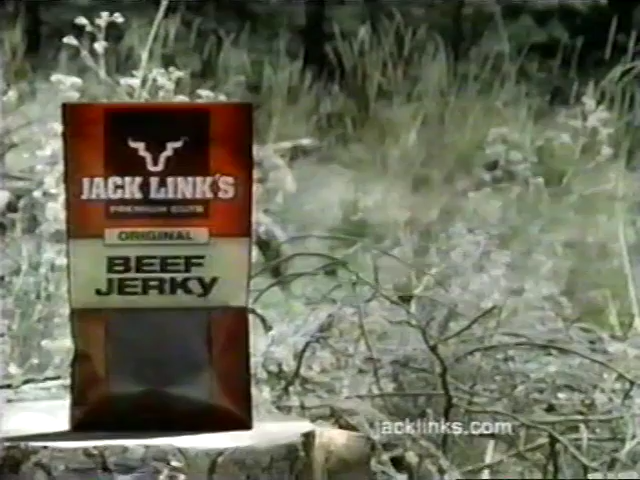 JACK LINK'S
PREMIUM CUTS
ORIGINAL
BEEF
JERKY
jacklinks.com